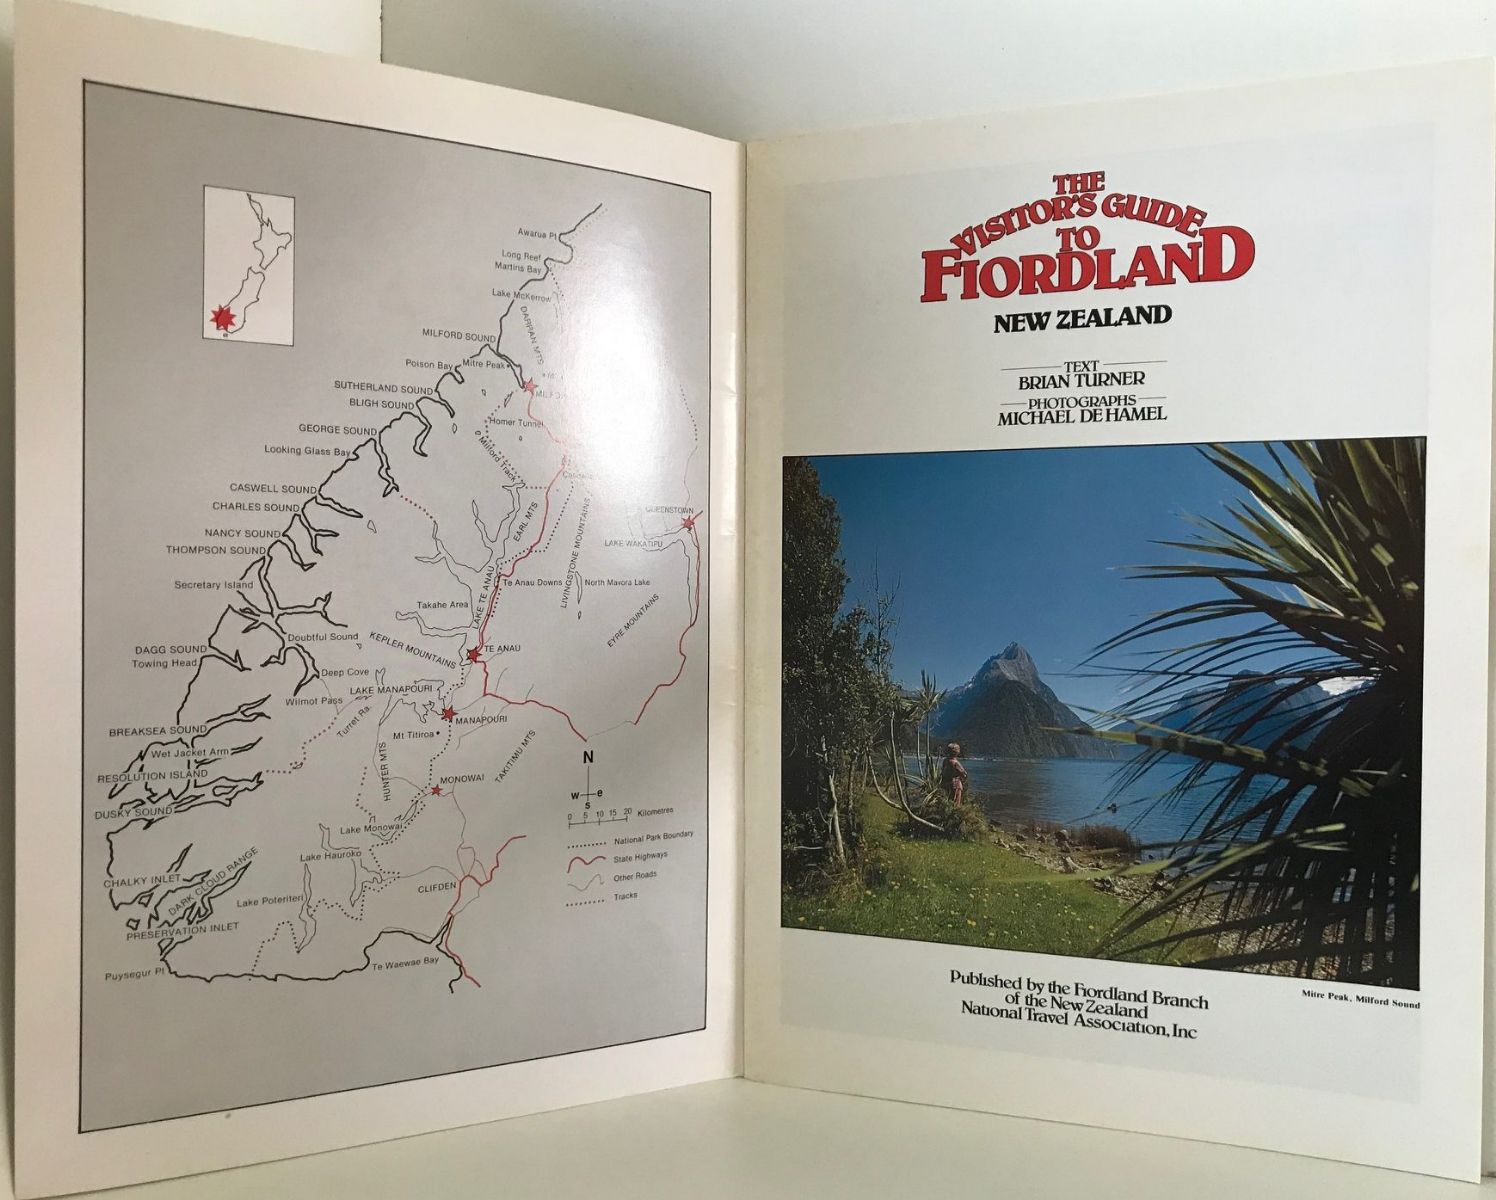 Awarua Pt
Long Reef
Martins Bay
Lake McKerrow
DARRAN MTS
MILFORD SOUND
Poison Bay
Mitre Peak
SUTHERLAND SOUND
BLIGH SOUND
Homer Tunnel
GEORGE SOUND
Milford Track
Looking Glass Bay
CASWELL SOUND
CHARLES SOUND
EARL MTS
QUEENSTOWN
NANCY SOUND
THOMPSON SOUND
LAKE WAKATIPU
LIVINGSTONE MOUNTAINS
Secretary Island
LAKE TE ANAU
Te Anau Downs
North Mavora Lake
Takahe Area
EYRE MOUNTAINS
Doubtful Sound
KEPLER MOUNTAINS
DAGG SOUND
TE ANAU
Towing Head
Deep Cove
LAKE MANAPOURI
Wilmot Pass
Turret Ra.
MANAPOURI
BREAKSEA SOUND
Mt Titiroa
Wet Jacket Arm
HUNTER MTS
TAKITIMU MTS
RESOLUTION ISLAND
MONOWAI
DUSKY SOUND
Lake Monowai
Lake Hauroko
CHALKY INLET
DARK CLOUD RANGE
CLIFDEN
Lake Poteriteri
PRESERVATION INLET
Puysegur Pt
Te Waewae Bay
N
w e
s
0 5 10 15 20 Kilometres
National Park Boundary
State Highways
Other Roads
Tracks
THE
VISITOR'S GUIDE
TO
FIORDLAND
NEW ZEALAND
TEXT
BRIAN TURNER
PHOTOGRAPHS
MICHAEL DE HAMEL
Mitre Peak, Milford Sound
Published by the Fiordland Branch
of the New Zealand
National Travel Association, Inc